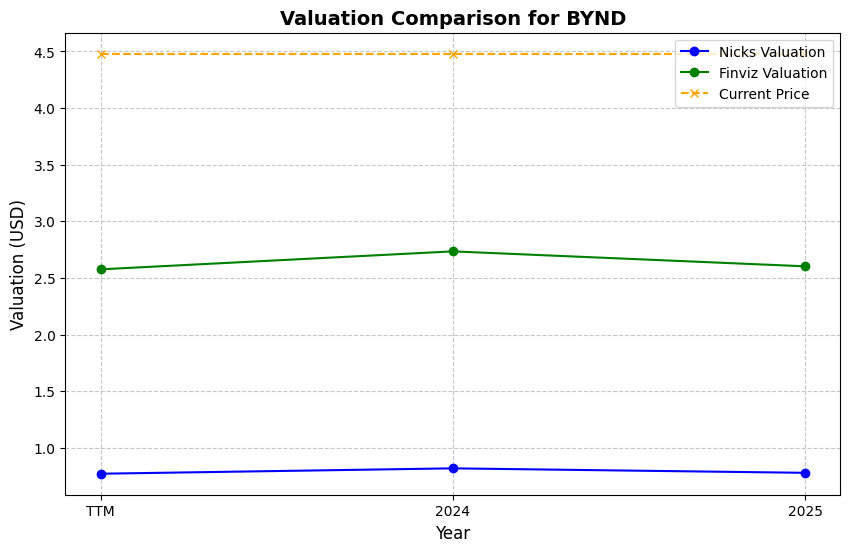 Valuation Comparison for BYND
Nicks Valuation
Finviz Valuation
Current Price
Valuation (USD)
4.5
4.0
3.5
3.0
2.5
2.0
1.5
1.0
TTM
2024
2025
Year